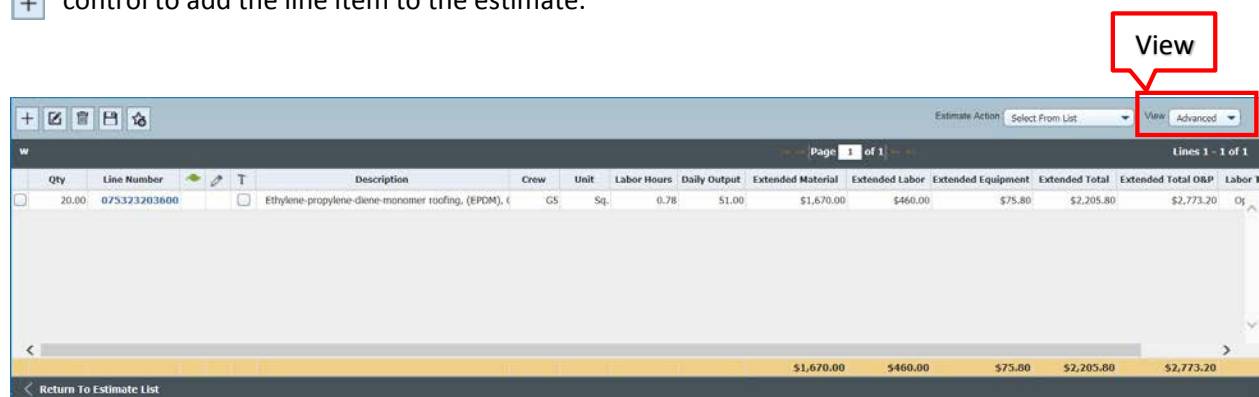 control to add the line item to the estimate.
View
Estimate Action Select From List View Advanced
w Page 1 of 1 Lines 1 - 1 of 1
Qty Line Number T Description Crew Unit Labor Hours Daily Output Extended Material Extended Labor Extended Equipment Extended Total Extended Total O&P Labor T
20.00 075323203600 Ethylene-propylene-diene-monomer roofing, (EPDM), ( G5 Sq. 0.78 51.00 $1,670.00 $460.00 $75.80 $2,205.80 $2,773.20
$1,670.00 $460.00 $75.80 $2,205.80 $2,773.20
Return To Estimate List